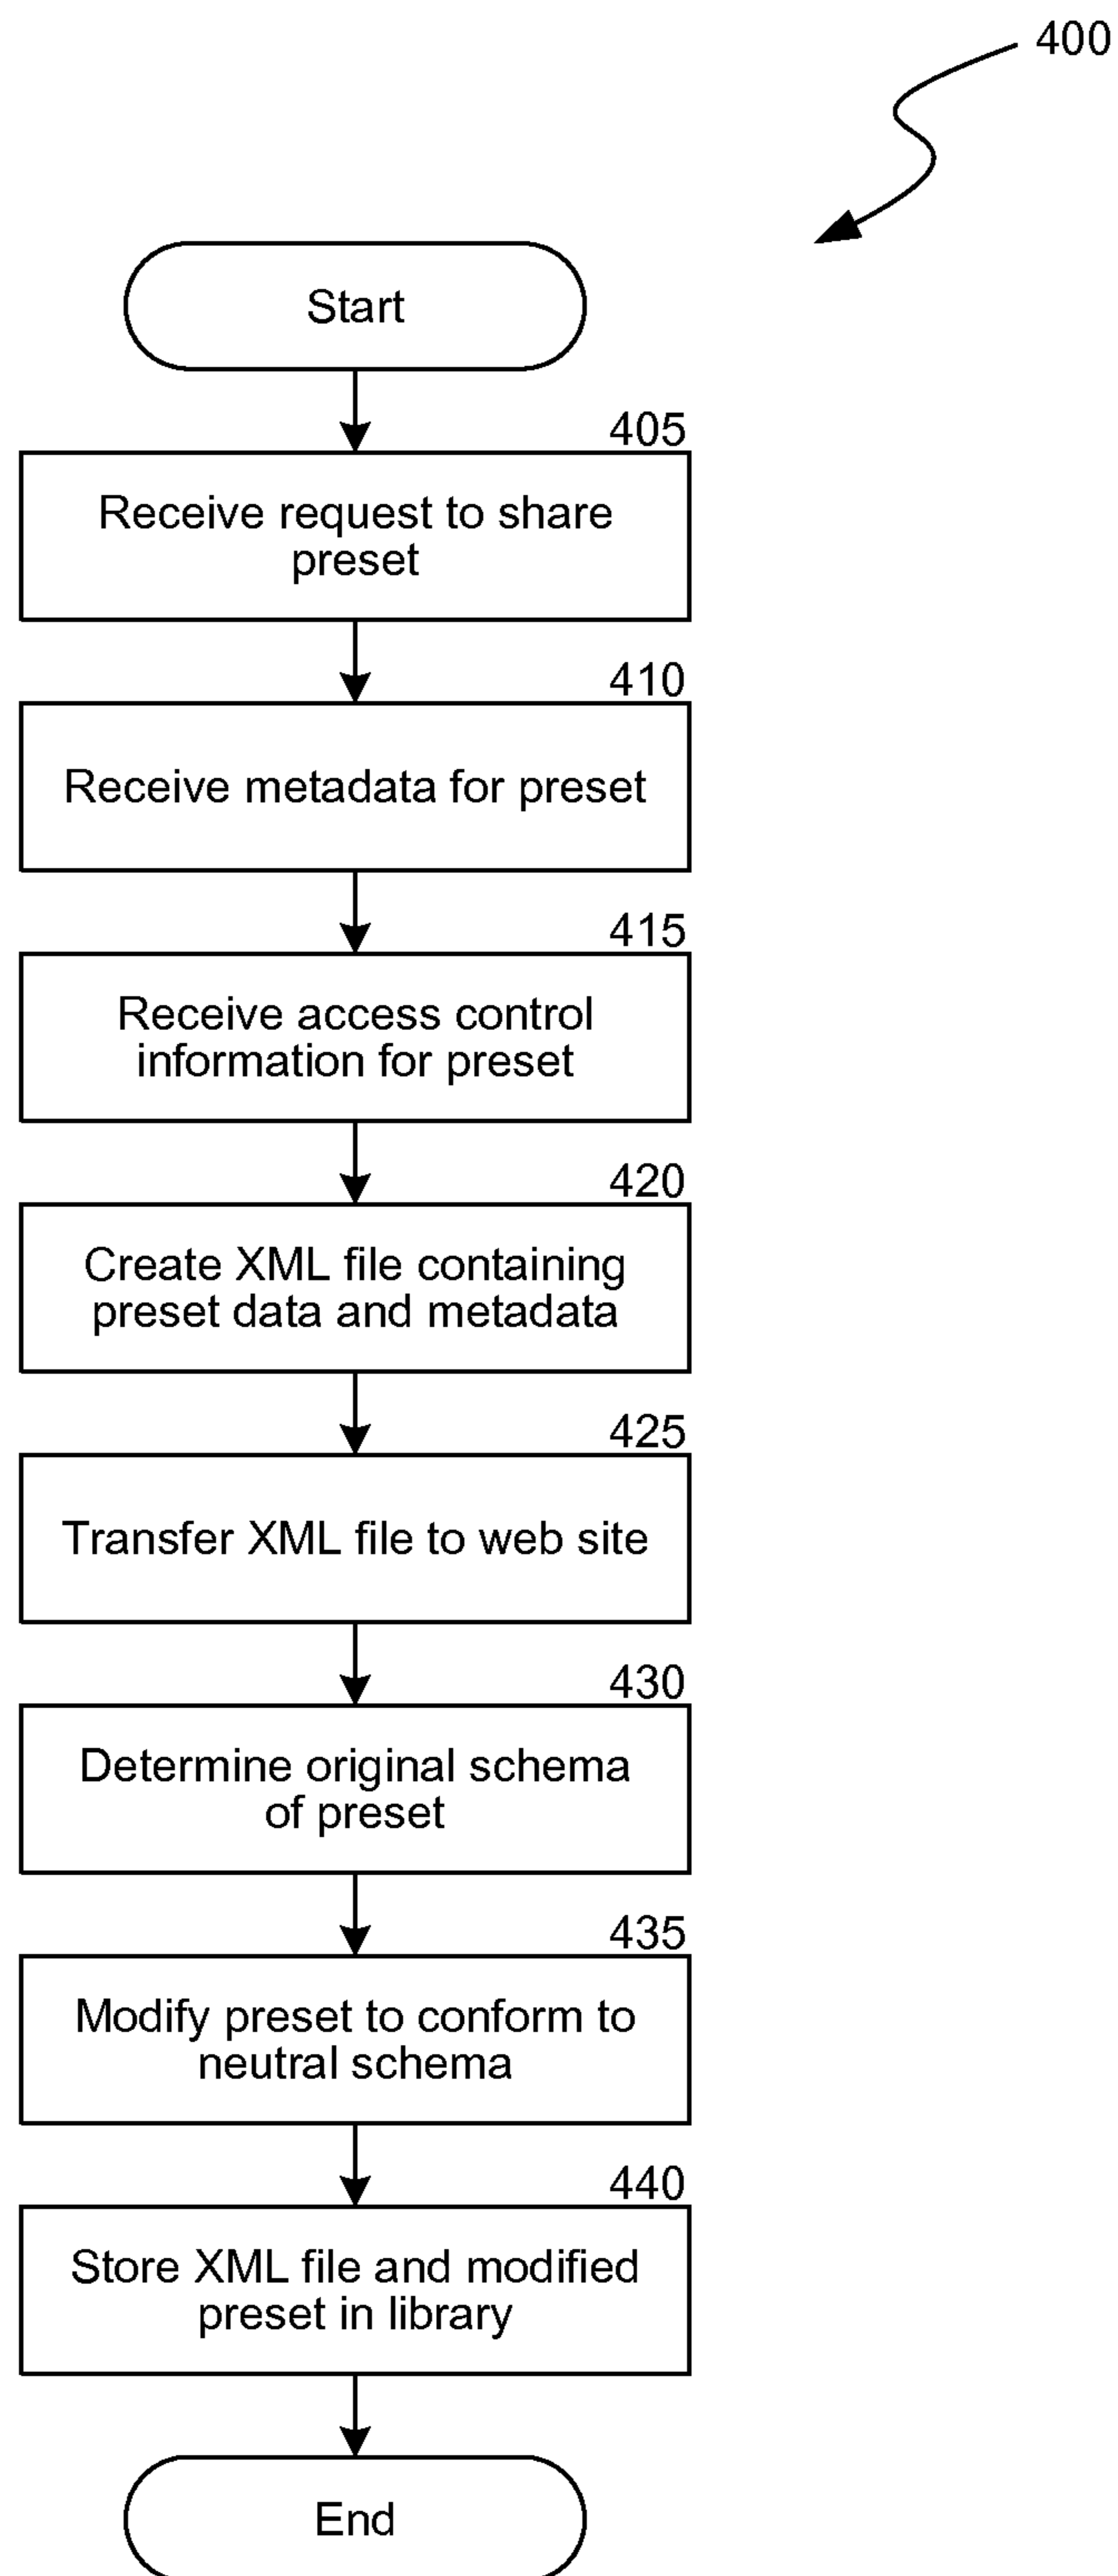 400
Start
405
Receive request to share
preset
410
Receive metadata for preset
415
Receive access control
information for preset
420
Create XML file containing
preset data and metadata
425
Transfer XML file to web site
430
Determine original schema
of preset
435
Modify preset to conform to
neutral schema
440
Store XML file and modified
preset in library
End